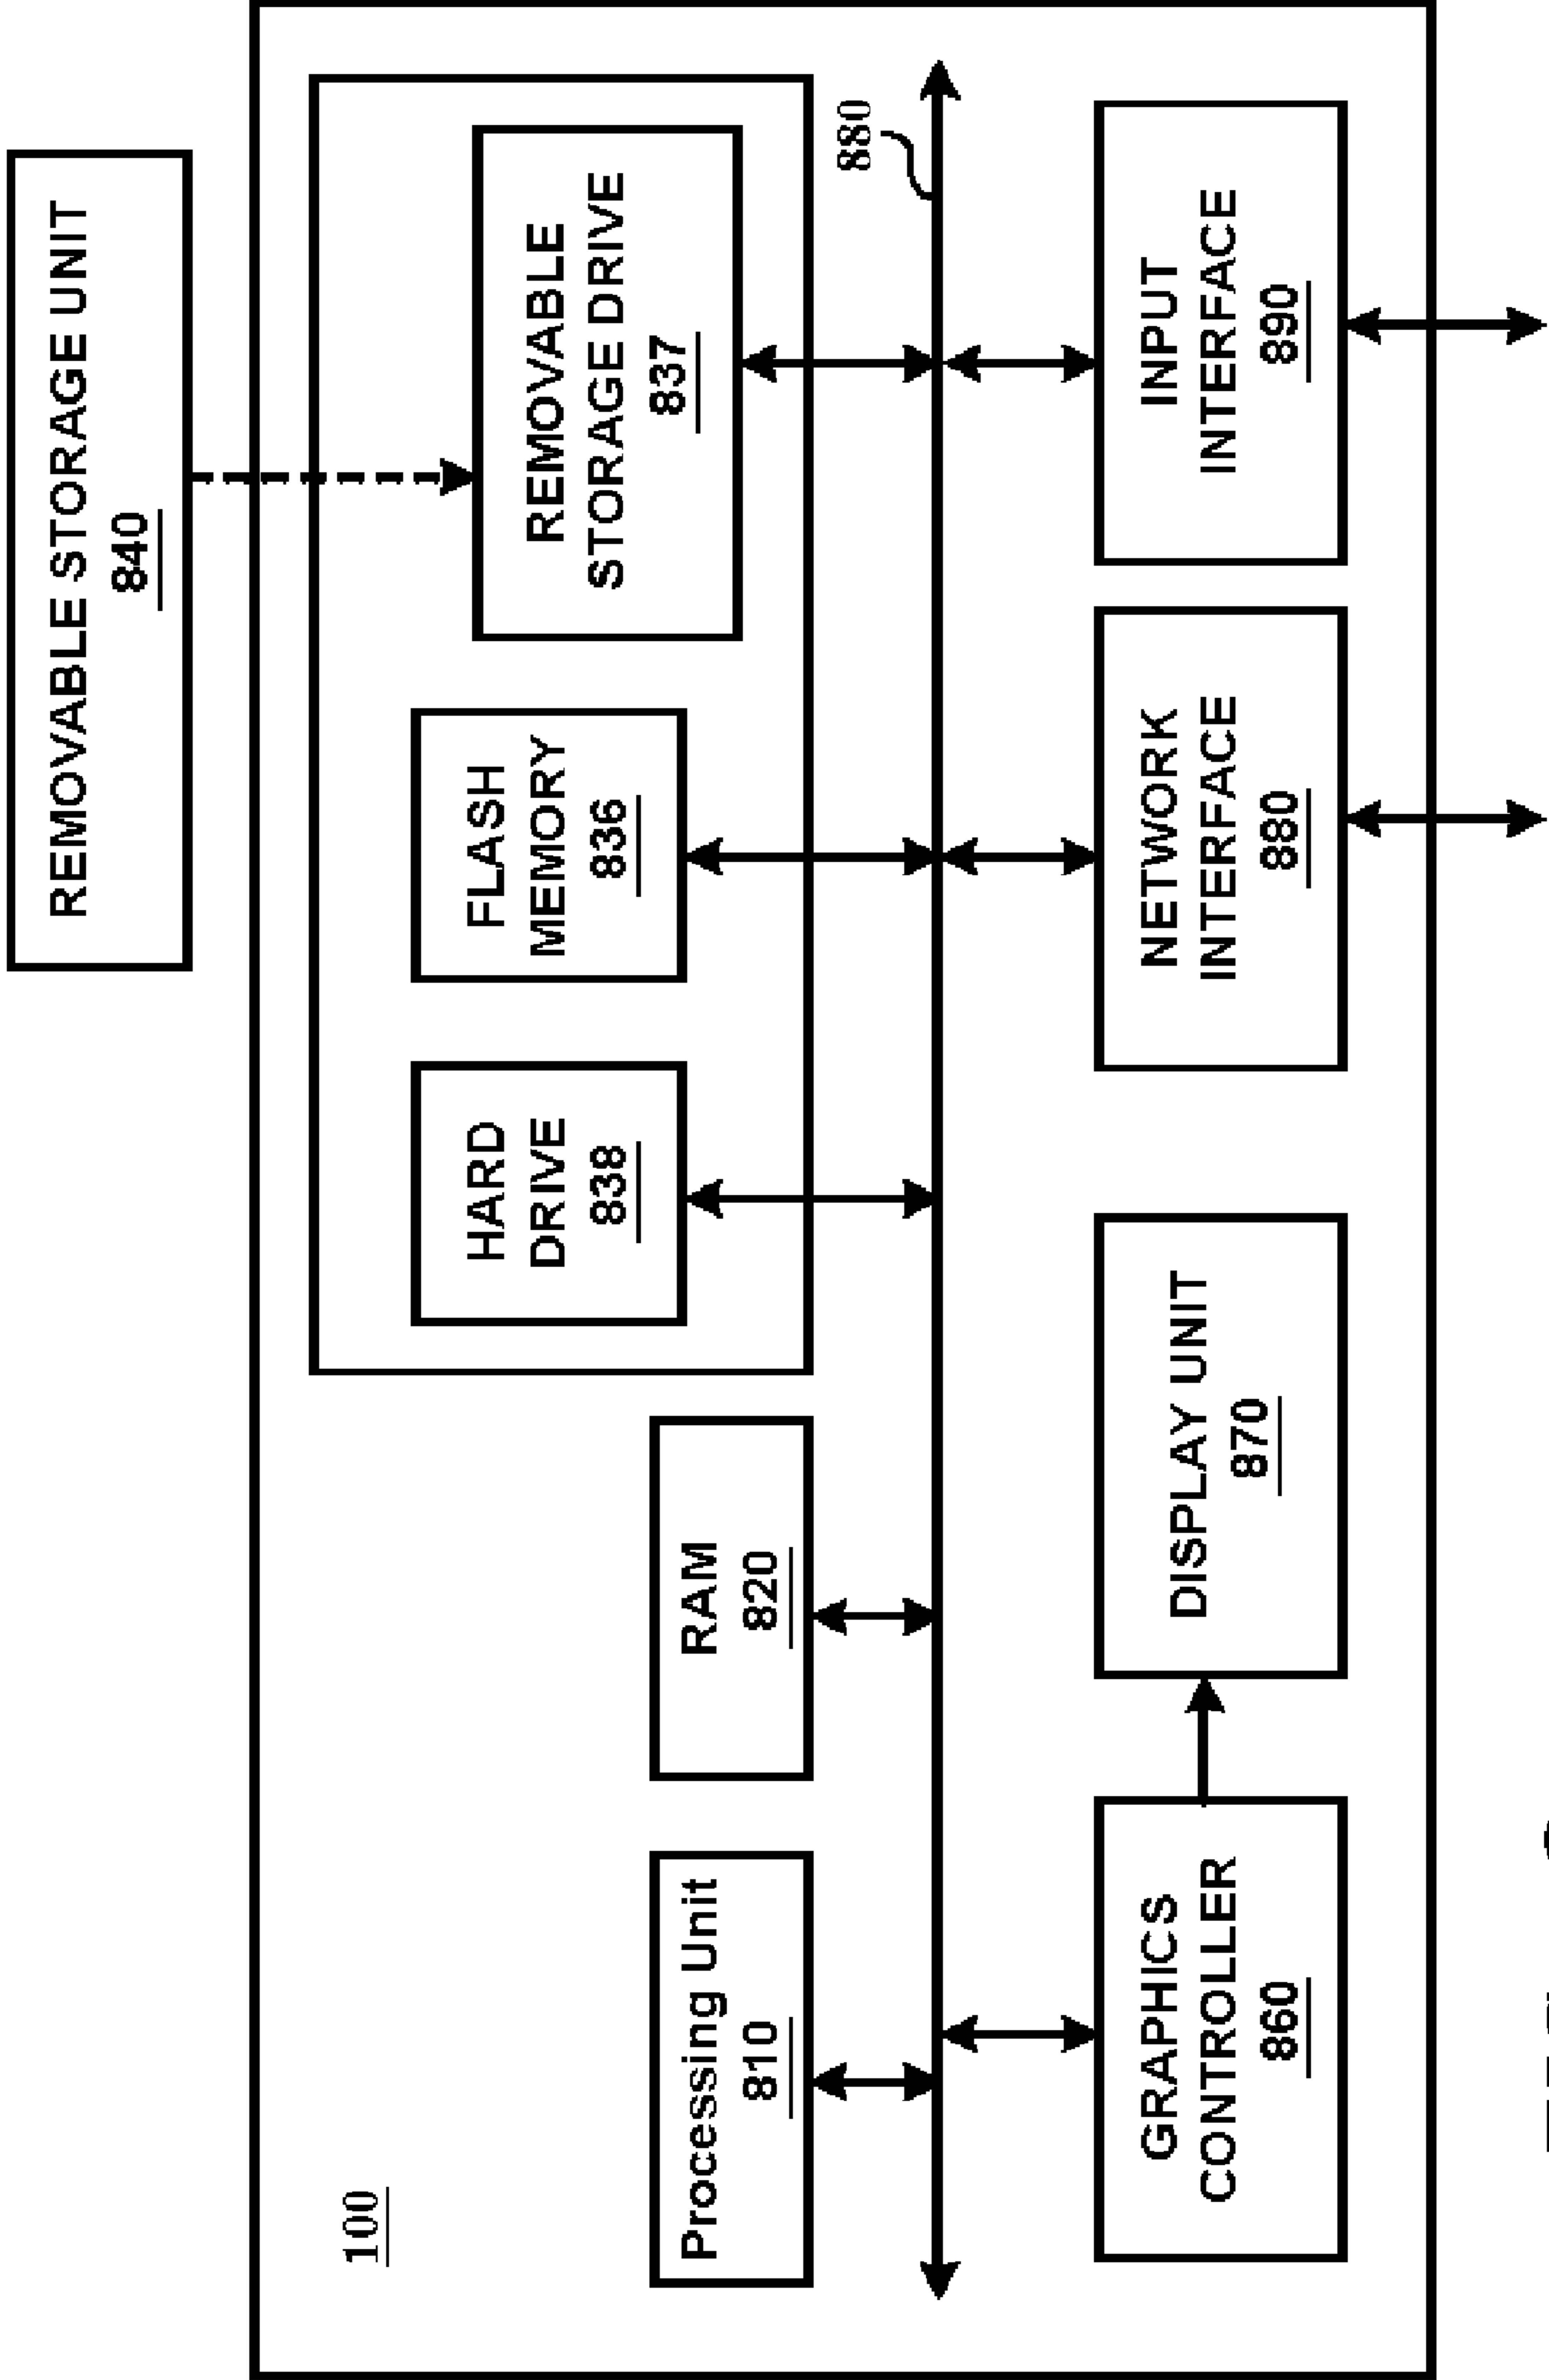 REMOVABLE STORAGE UNIT
840
100
HARD
DRIVE
838
FLASH
MEMORY
836
REMOVABLE
STORAGE DRIVE
837
Processing Unit
810
RAM
820
880
GRAPHICS
CONTROLLER
860
DISPLAY UNIT
870
NETWORK
INTERFACE
880
INPUT
INTERFACE
890